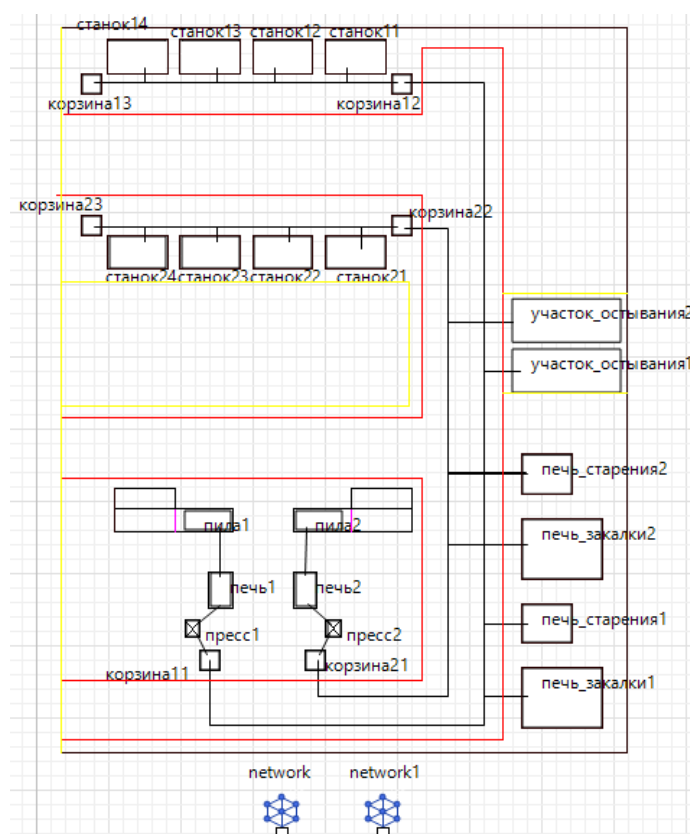 станок14
станок13
станок12
станок11
корзина13
корзина12
корзина23
корзина22
станок24
станок23
станок22
станок21
участок_остывания2
участок_остывания1
печь_старения2
пила1
пила2
печь_закалки2
печь1
печь2
печь_старения1
пресс1
пресс2
корзина11
корзина21
печь_закалки1
network
network1